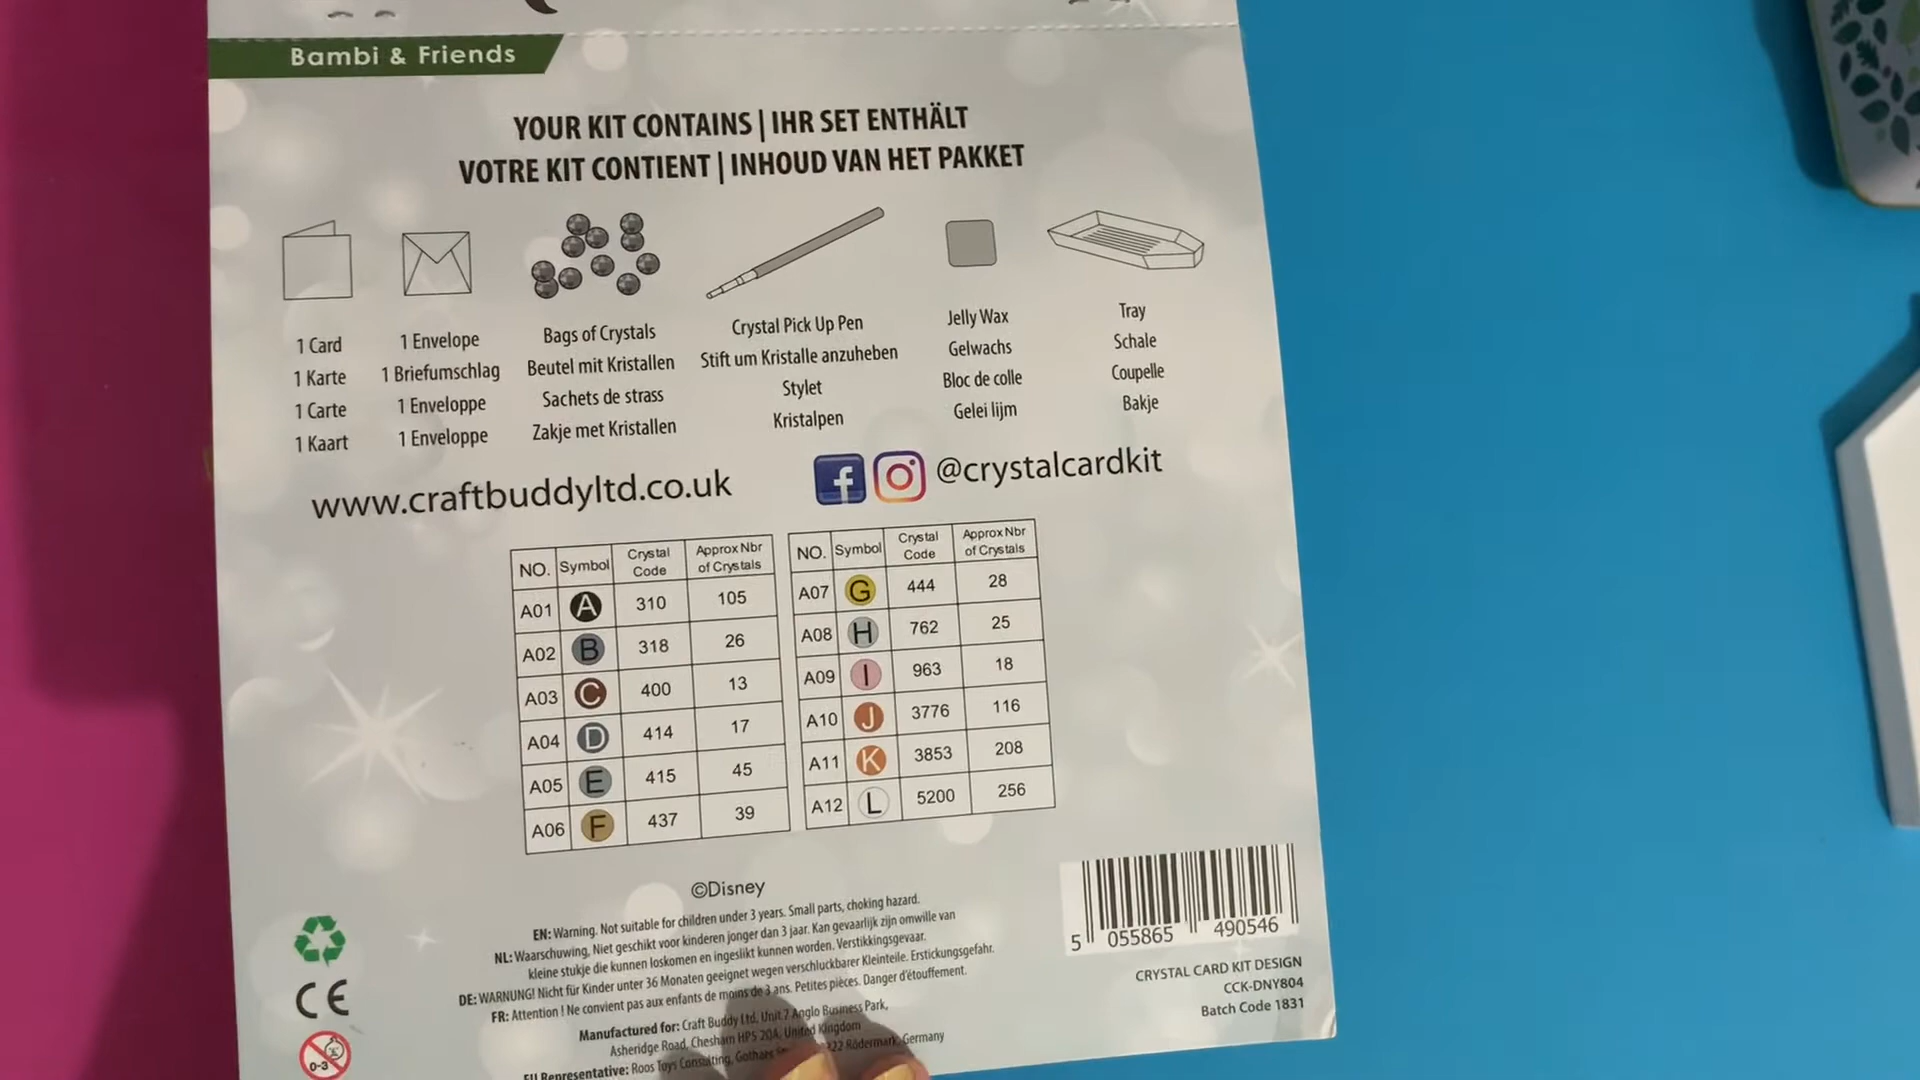 Bambi & Friends
YOUR KIT CONTAINS | IHR SET ENTHÄLT
VOTRE KIT CONTIENT | INHOUD VAN HET PAKKET
1 Card 1 Envelope Bags of Crystals Crystal Pick Up Pen Jelly Wax Tray
1 Karte 1 Briefumschlag Beutel mit Kristallen Stift um Kristalle anzuheben Gelwachs Schale
1 Carte 1 Enveloppe Sachets de strass Stylet Bloc de colle Coupelle
1 Kaart 1 Enveloppe Zakje met Kristallen Kristalpen Gelei lijm Bakje
www.craftbuddyltd.co.uk @crystalcardkit
NO. Symbol Crystal Code Approx Nbr of Crystals
A01 A 310 105
A02 B 318 26
A03 C 400 13
A04 D 414 17
A05 E 415 45
A06 F 437 39
NO. Symbol Crystal Code Approx Nbr of Crystals
A07 G 444 28
A08 H 762 25
A09 I 963 18
A10 J 3776 116
A11 K 3853 208
A12 L 5200 256
©Disney
EN: Warning. Not suitable for children under 3 years. Small parts, choking hazard.
NL: Waarschuwing, Niet geschikt voor kinderen jonger dan 3 jaar. Kan gevaarlijk zijn omwille van
kleine stukje die kunnen loskomen en ingeslikt kunnen worden. Verstikkingsgevaar.
DE: WARNUNG! Nicht für Kinder unter 36 Monaten geeignet wegen verschluckbarer Kleinteile. Erstickungsgefahr.
FR: Attention ! Ne convient pas aux enfants de moins de 3 ans. Petites pièces. Danger d'étouffement.
Manufactured for: Craft Buddy Ltd, Unit 7 Anglo Business Park,
Asheridge Road, Chesham HP5 2QA, United Kingdom
EU Representative: Roos Toys Consulting, Rödermark, Germany
CE
0-3
5 055865 490546
CRYSTAL CARD KIT DESIGN
CCK-DNY804
Batch Code 1831